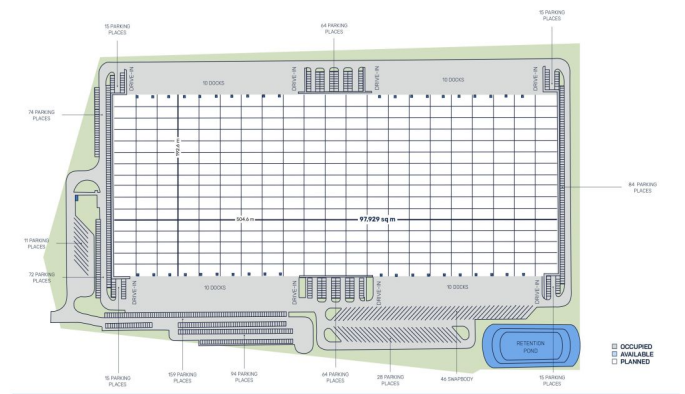 15 PARKING
PLACES
64 PARKING
PLACES
15 PARKING
PLACES
DRIVE-IN
10 DOCKS
DRIVE-IN
DRIVE-IN
10 DOCKS
DRIVE-IN
74 PARKING
PLACES
192.6 m
84 PARKING
PLACES
504.6 m
97.929 sq m
11 PARKING
PLACES
72 PARKING
PLACES
DRIVE-IN
10 DOCKS
DRIVE-IN
DRIVE-IN
10 DOCKS
DRIVE-IN
RETENTION
POND
OCCUPIED
AVAILABLE
PLANNED
15 PARKING
PLACES
159 PARKING
PLACES
94 PARKING
PLACES
64 PARKING
PLACES
28 PARKING
PLACES
46 SWAPBODY
15 PARKING
PLACES